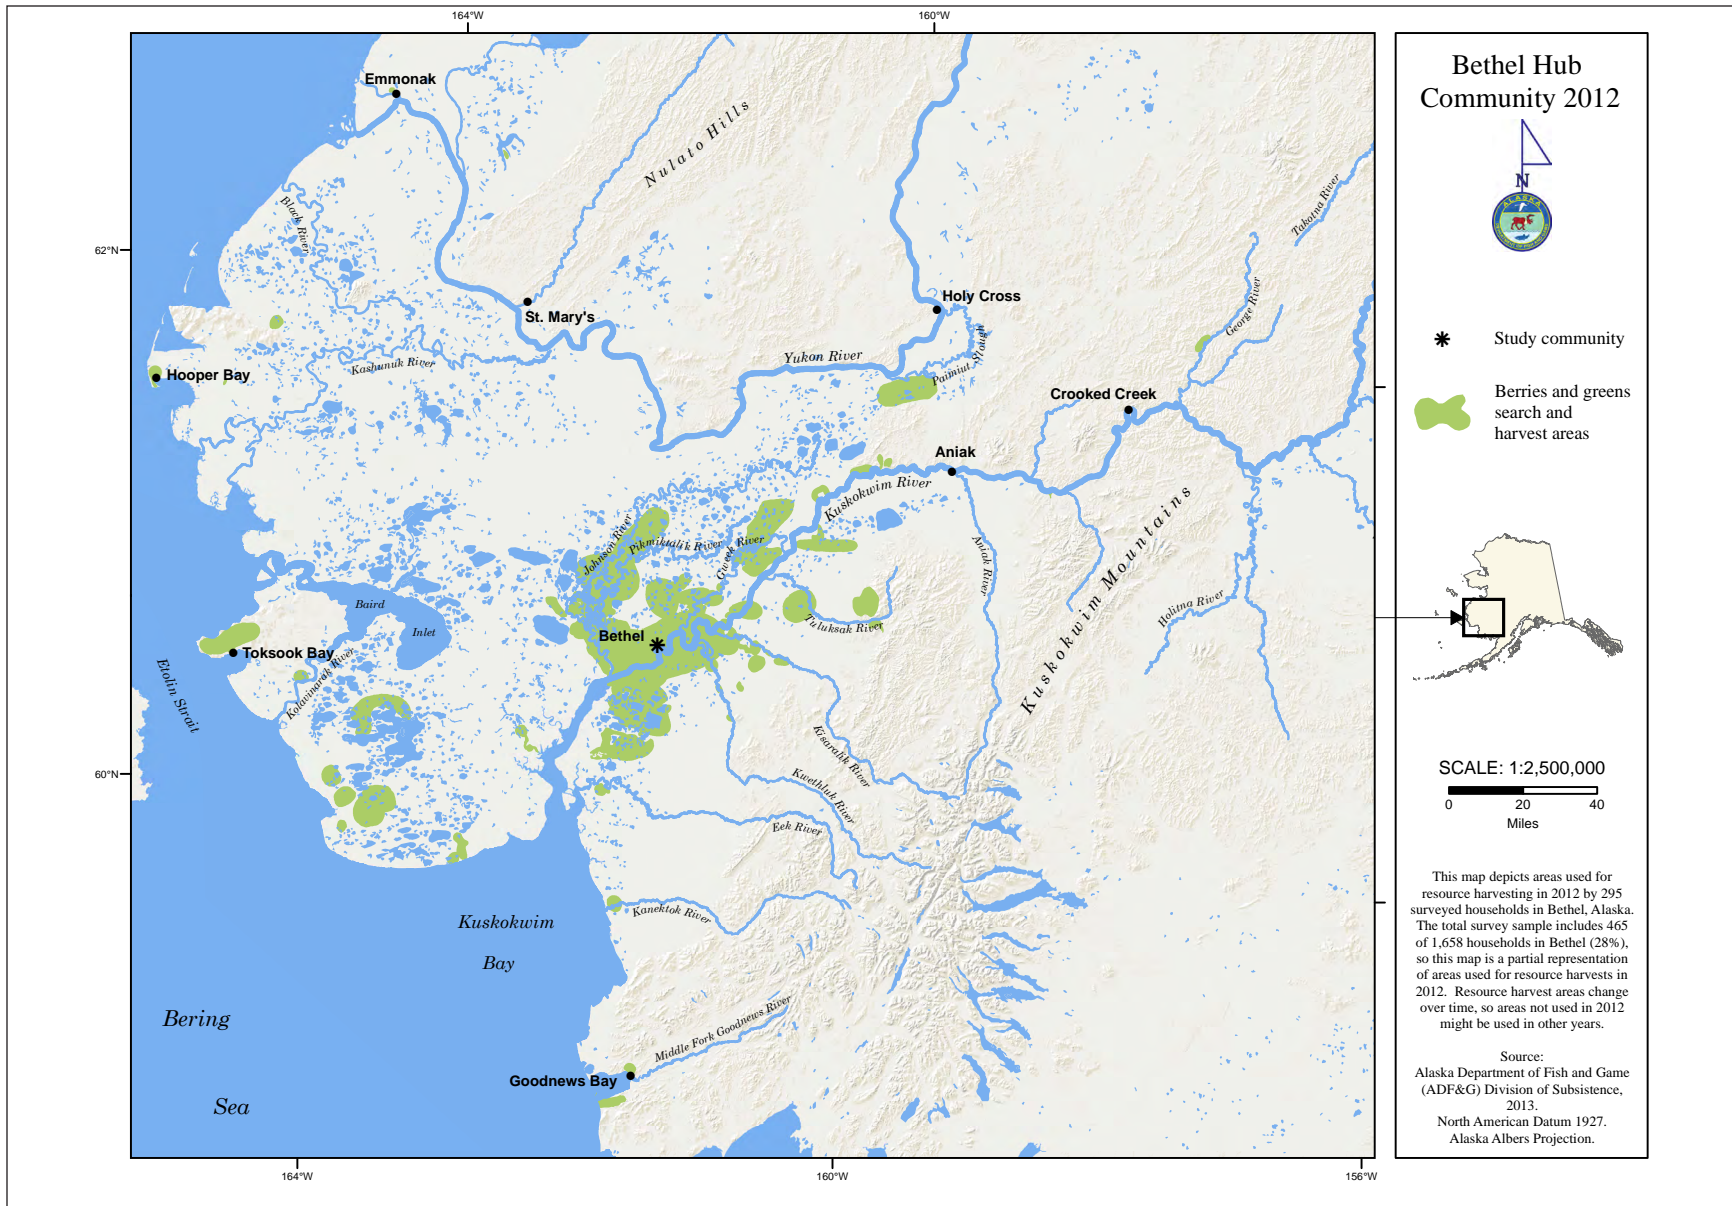 164°W
160°W
Emmonak
Nulato Hills
Black River
Takotna River
62°N
St. Mary's
Holy Cross
George River
Kashunuk River
Yukon River
Paimiut Slough
Hooper Bay
Crooked Creek
Aniak
Kuskokwim River
Johnson River
Pikmiktalik River
Gweek River
Aniak River
Kuskokwim Mountains
Holitna River
Baird
Inlet
Tuluksak River
Bethel
Toksook Bay
Etolin Strait
Kolavinarak River
Kisaralik River
Kwethluk River
60°N
Eek River
Kanektok River
Kuskokwim
Bay
Bering
Sea
Middle Fork Goodnews River
Goodnews Bay
164°W
160°W
156°W
Bethel Hub
Community 2012
N
ALASKA
Study community
Berries and greens
search and
harvest areas
SCALE: 1:2,500,000
0 20 40
Miles
This map depicts areas used for
resource harvesting in 2012 by 295
surveyed households in Bethel, Alaska.
The total survey sample includes 465
of 1,658 households in Bethel (28%),
so this map is a partial representation
of areas used for resource harvests in
2012. Resource harvest areas change
over time, so areas not used in 2012
might be used in other years.
Source:
Alaska Department of Fish and Game
(ADF&G) Division of Subsistence,
2013.
North American Datum 1927.
Alaska Albers Projection.